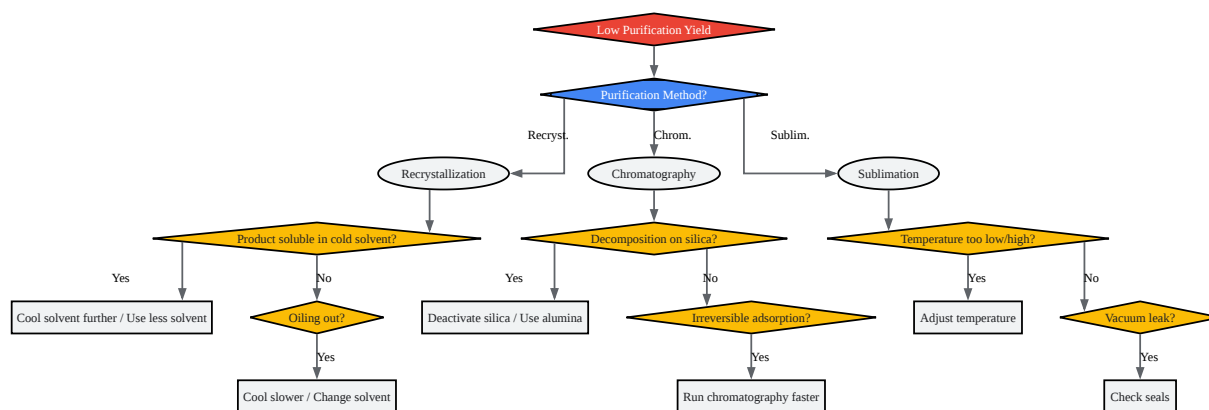 Low Purification Yield
Purification Method?
Recryst.
Chrom.
Sublim.
Recrystallization
Chromatography
Sublimation
Product soluble in cold solvent?
Decomposition on silica?
Temperature too low/high?
Yes
No
Yes
No
Yes
No
Cool solvent further / Use less solvent
Oiling out?
Deactivate silica / Use alumina
Irreversible adsorption?
Adjust temperature
Vacuum leak?
Yes
Yes
Yes
Cool slower / Change solvent
Run chromatography faster
Check seals